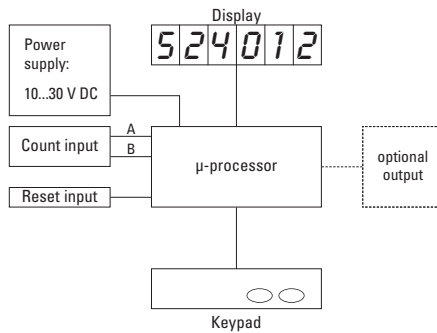 Display
524012
Power
supply:
10...30 V DC
A
Count input
B
µ-processor
optional
output
Reset input
Keypad